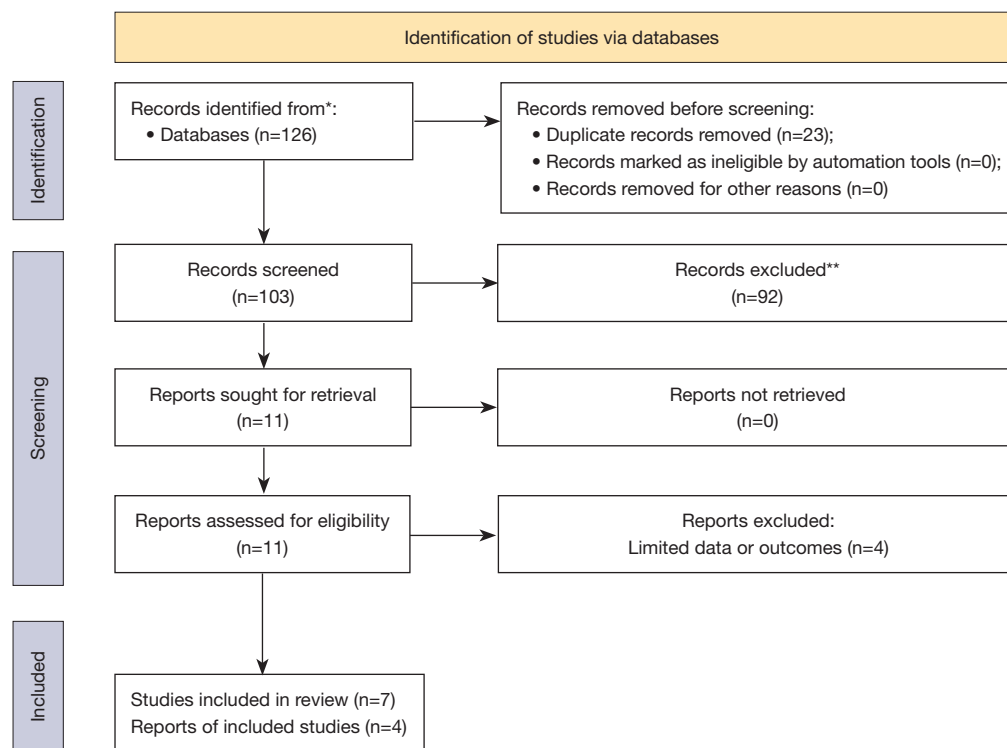 Identification of studies via databases
Identification
Records identified from*:
• Databases (n=126)
Records removed before screening:
• Duplicate records removed (n=23);
• Records marked as ineligible by automation tools (n=0);
• Records removed for other reasons (n=0)
Screening
Records screened
(n=103)
Records excluded**
(n=92)
Reports sought for retrieval
(n=11)
Reports not retrieved
(n=0)
Reports assessed for eligibility
(n=11)
Reports excluded:
Limited data or outcomes (n=4)
Included
Studies included in review (n=7)
Reports of included studies (n=4)